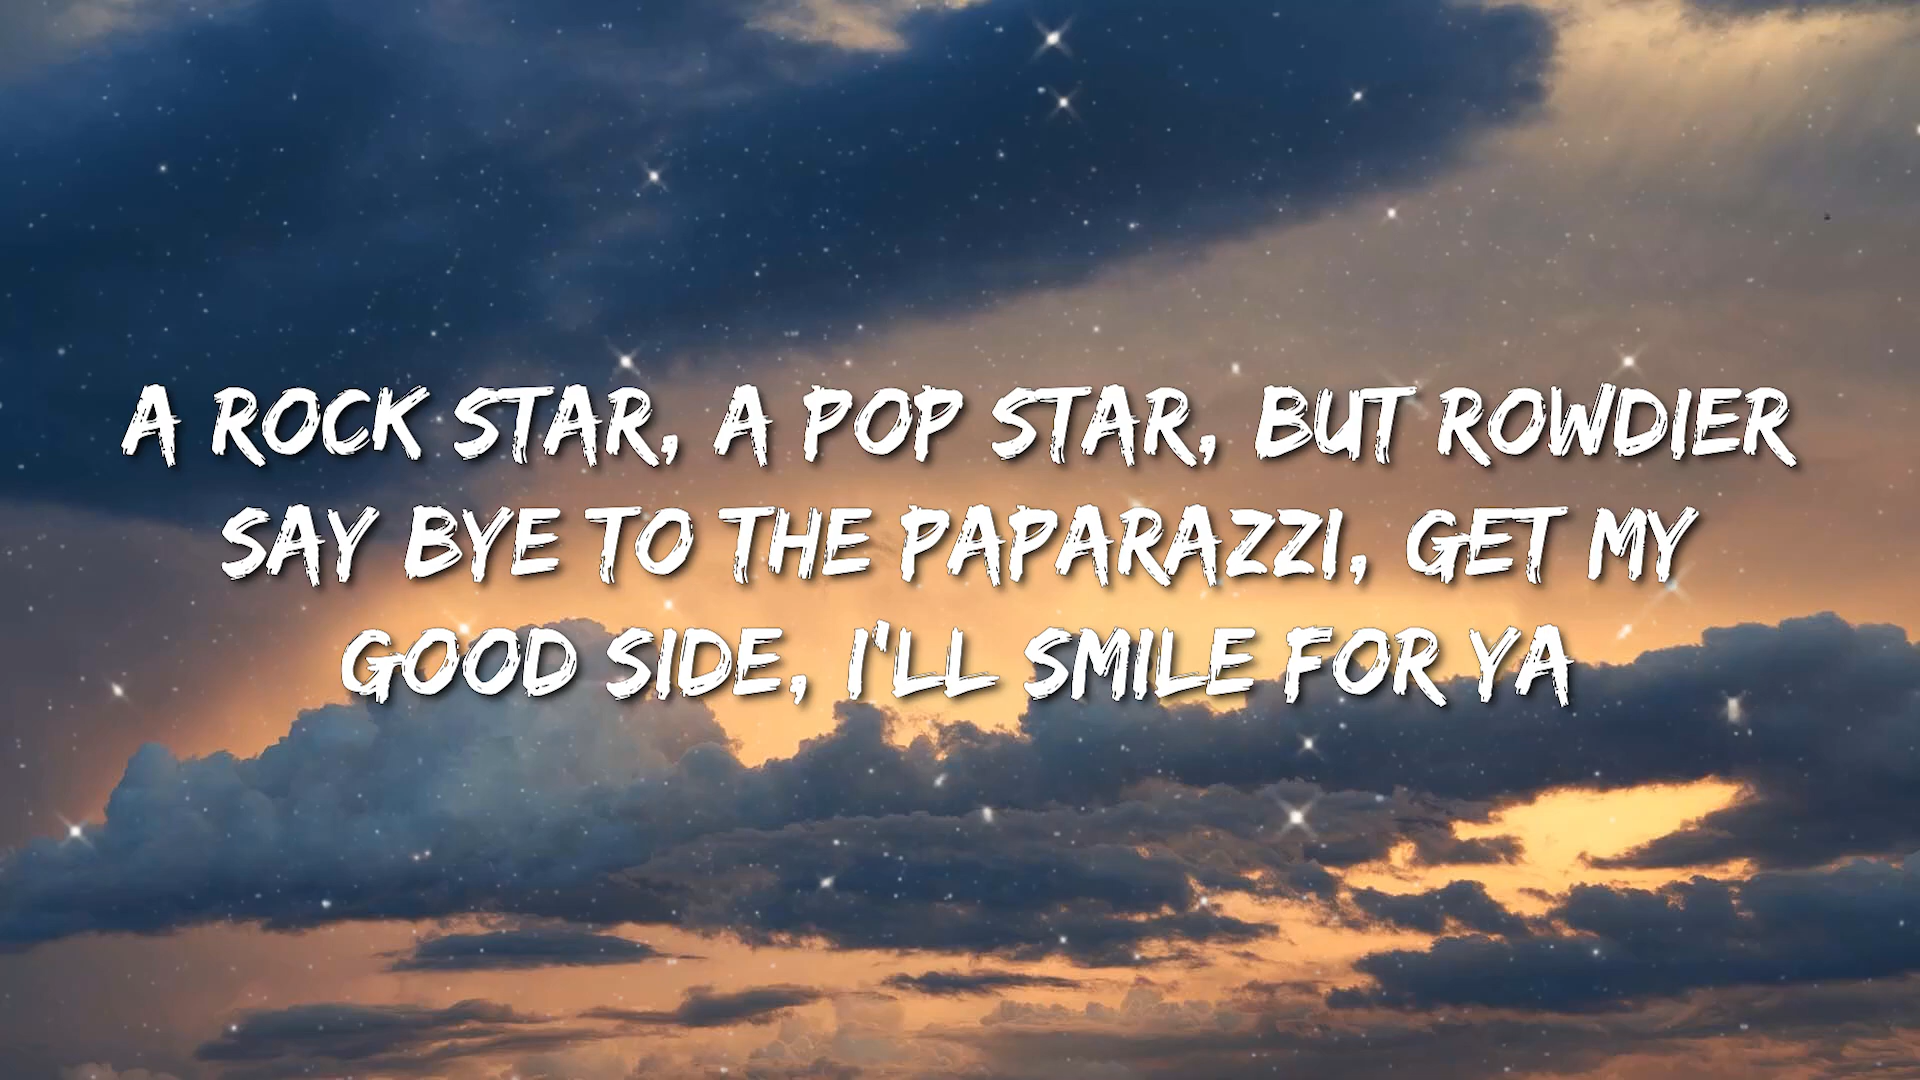 A ROCK STAR, A POP STAR, BUT ROWDIER
SAY BYE TO THE PAPARAZZI, GET MY
GOOD SIDE, I'LL SMILE FOR YA